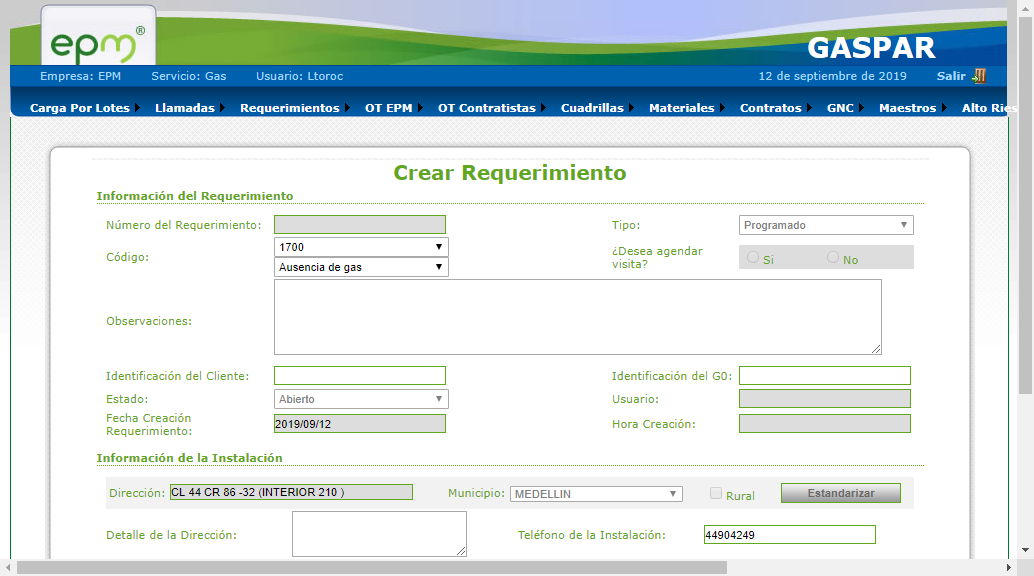 epm®
GASPAR
Empresa: EPM Servicio: Gas Usuario: Ltoroc 12 de septiembre de 2019 Salir
Carga Por Lotes Llamadas Requerimientos OT EPM OT Contratistas Cuadrillas Materiales Contratos GNC Maestros Alto Ries
Crear Requerimiento
Información del Requerimiento
Número del Requerimiento: Tipo: Programado
Código: 1700 ¿Desea agendar visita? Si No
Ausencia de gas
Observaciones:
Identificación del Cliente: Identificación del G0:
Estado: Abierto Usuario:
Fecha Creación Requerimiento: 2019/09/12 Hora Creación:
Información de la Instalación
Dirección: CL 44 CR 86 -32 (INTERIOR 210 ) Municipio: MEDELLIN Rural Estandarizar
Detalle de la Dirección: Teléfono de la Instalación: 44904249